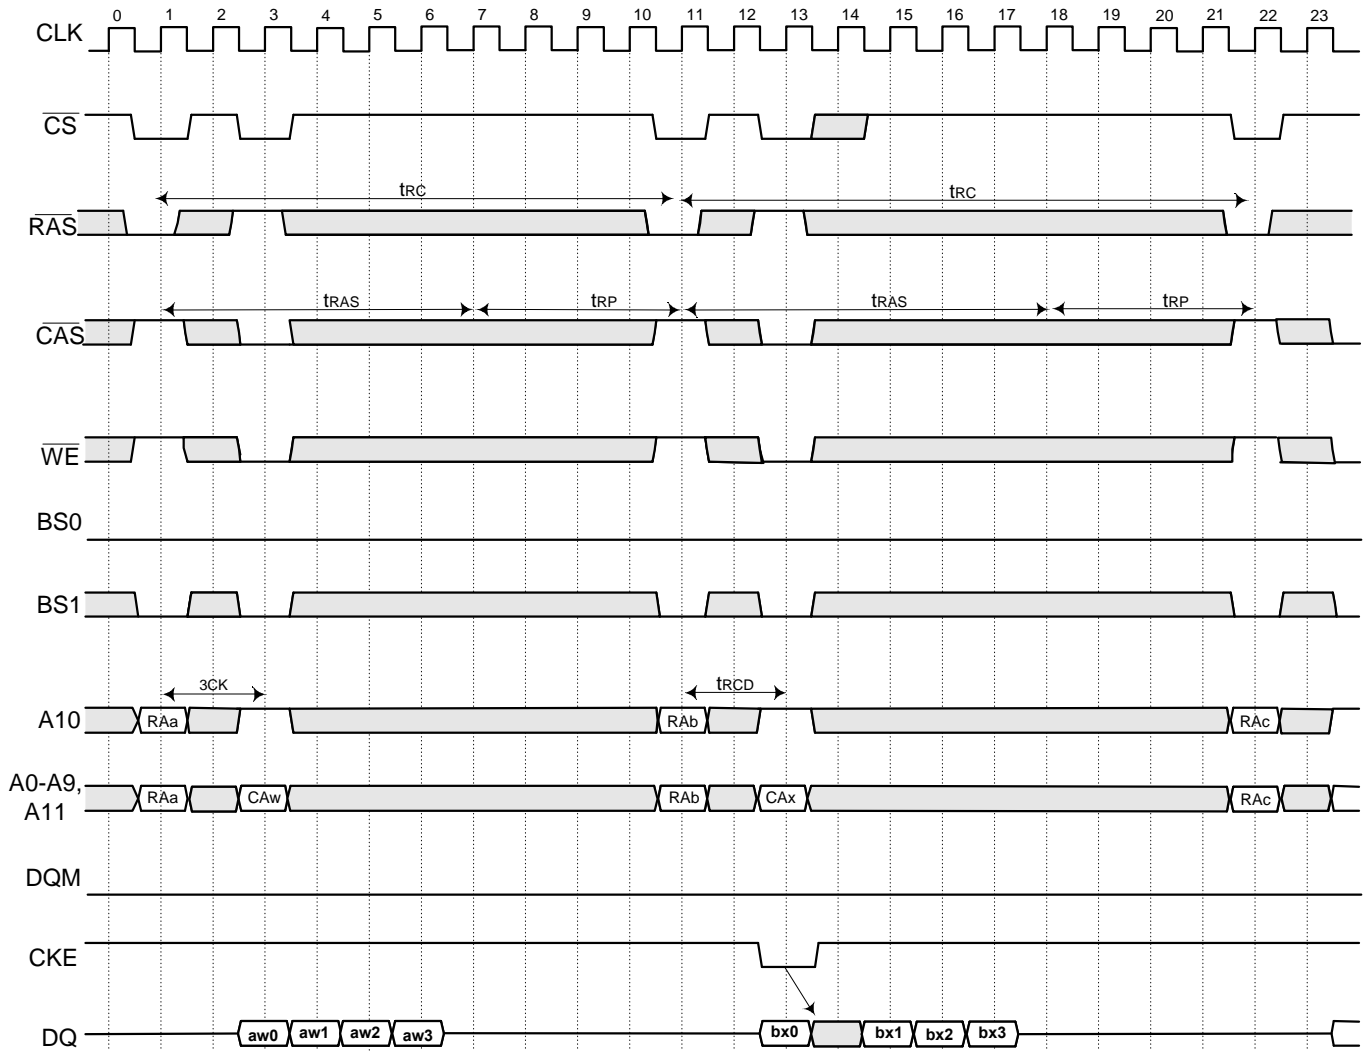 0 1 2 3 4 5 6 7 8 9 10 11 12 13 14 15 16 17 18 19 20 21 22 23
CLK
CS
tRC tRC
RAS
tRAS tRP tRAS tRP
CAS
WE
BS0
BS1
3CK tRCD
A10 RAa RAb RAc
A0-A9,
A11 RAa CAw RAb CAx RAc
DQM
CKE
DQ aw0 aw1 aw2 aw3 bx0 bx1 bx2 bx3